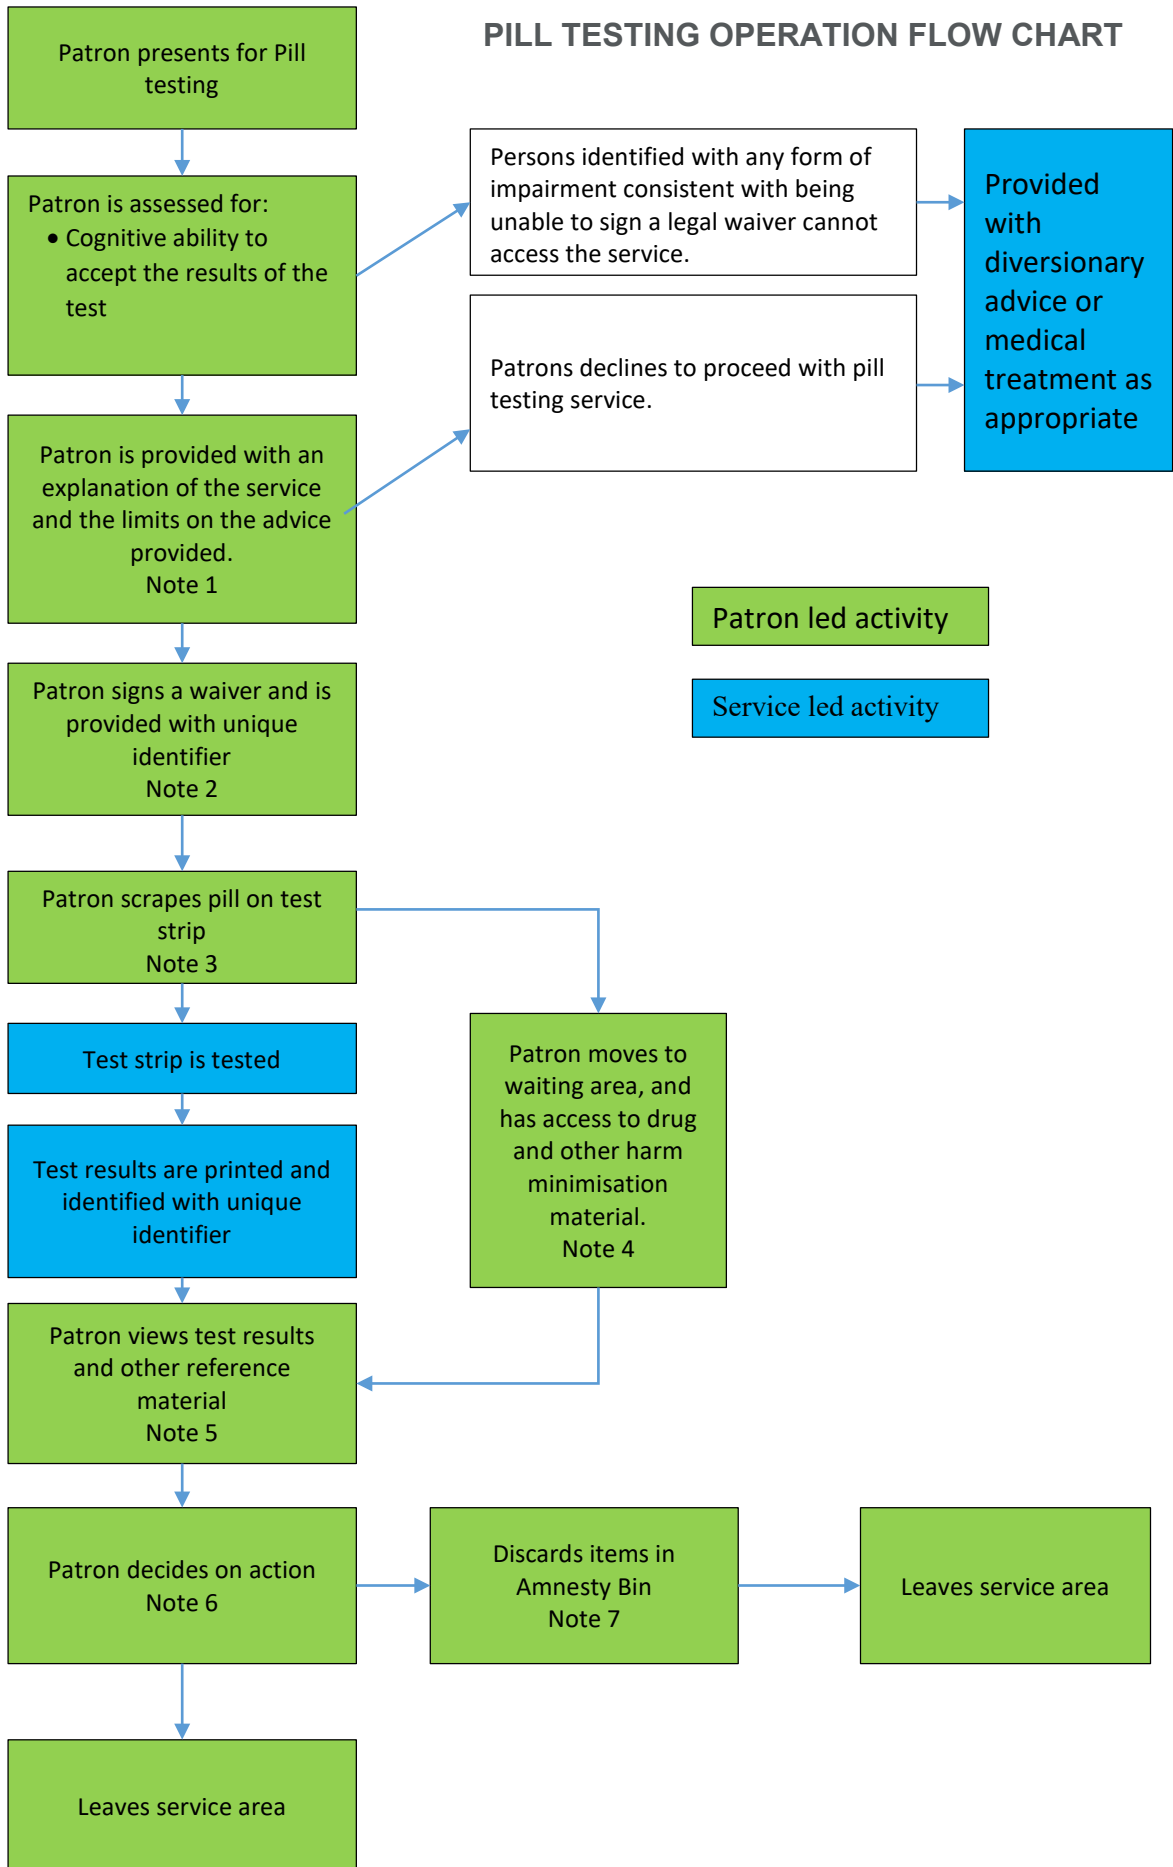 PILL TESTING OPERATION FLOW CHART
Patron presents for Pill
testing
Patron is assessed for:
• Cognitive ability to
accept the results of the
test
Persons identified with any form of
impairment consistent with being
unable to sign a legal waiver cannot
access the service.
Provided
with
diversionary
advice or
medical
treatment as
appropriate
Patrons declines to proceed with pill
testing service.
Patron is provided with an
explanation of the service
and the limits on the advice
provided.
Note 1
Patron led activity
Service led activity
Patron signs a waiver and is
provided with unique
identifier
Note 2
Patron scrapes pill on test
strip
Note 3
Test strip is tested
Patron moves to
waiting area, and
has access to drug
and other harm
minimisation
material.
Note 4
Test results are printed and
identified with unique
identifier
Patron views test results
and other reference
material
Note 5
Patron decides on action
Note 6
Discards items in
Amnesty Bin
Note 7
Leaves service area
Leaves service area